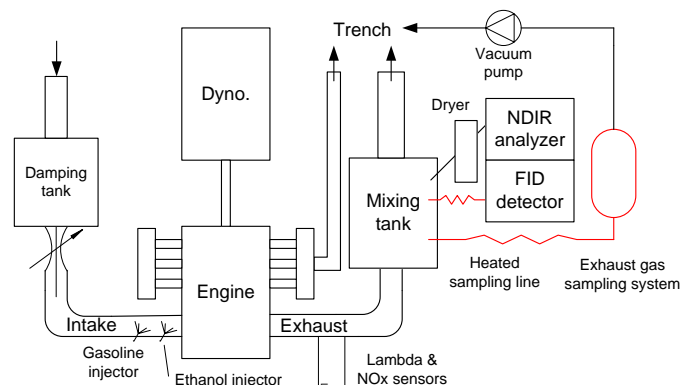 Trench
Vacuum
pump
Dyno.
Dryer
NDIR
analyzer
Damping
tank
FID
detector
Mixing
tank
Heated
sampling line
Exhaust gas
sampling system
Engine
Intake
Exhaust
Gasoline
injector
Ethanol injector
Lambda &
NOx sensors